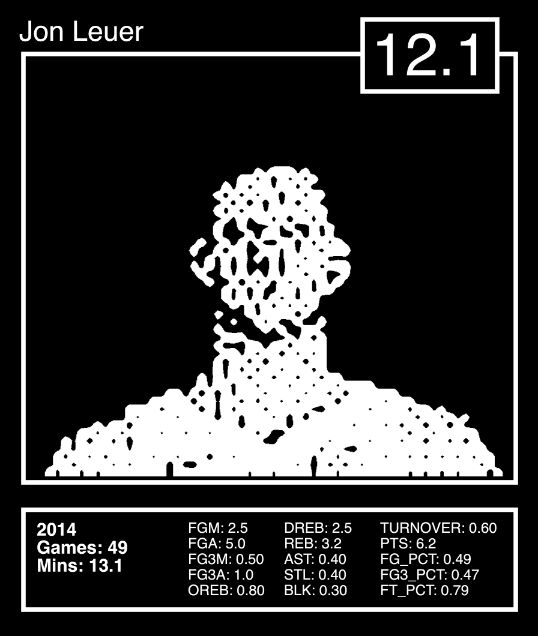 Jon Leuer
12.1
2014
Games: 49
Mins: 13.1
FGM: 2.5
FGA: 5.0
FG3M: 0.50
FG3A: 1.0
OREB: 0.80
DREB: 2.5
REB: 3.2
AST: 0.40
STL: 0.40
BLK: 0.30
TURNOVER: 0.60
PTS: 6.2
FG_PCT: 0.49
FG3_PCT: 0.47
FT_PCT: 0.79